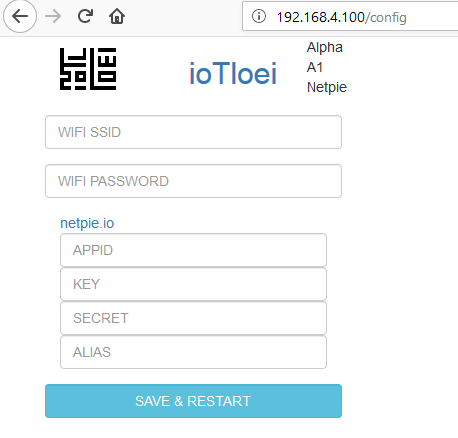 192.168.4.100/config
ioTloei
Alpha
A1
Netpie
WIFI SSID
WIFI PASSWORD
netpie.io
APPID
KEY
SECRET
ALIAS
SAVE & RESTART